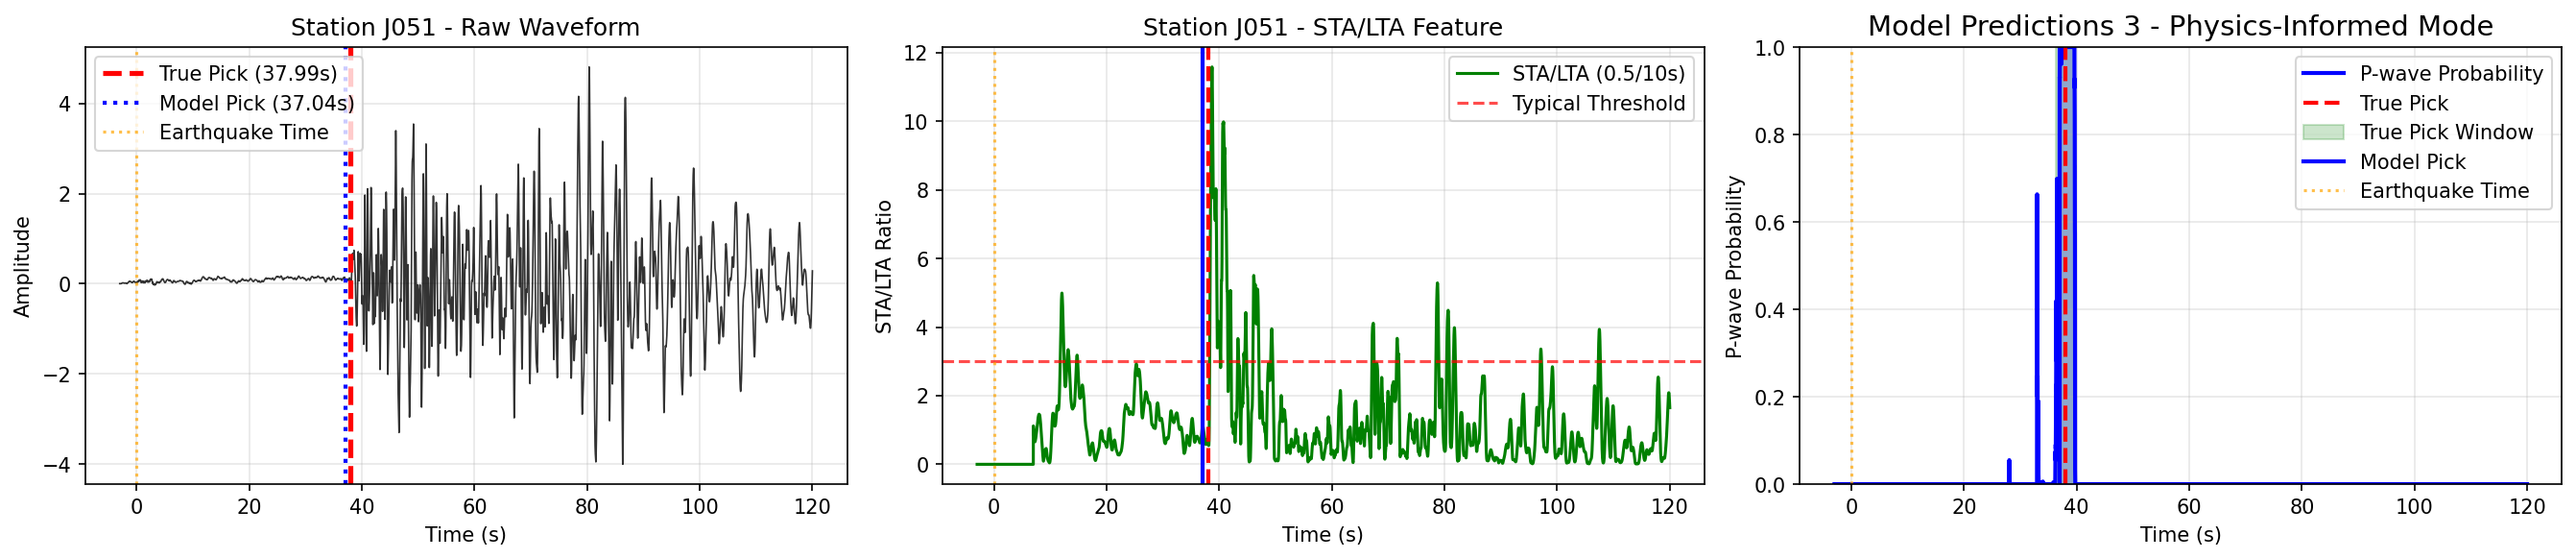 Station J051 - Raw Waveform
True Pick (37.99s)
Model Pick (37.04s)
Earthquake Time
Amplitude
4
2
0
−2
−4
0
20
40
60
80
100
120
Time (s)
Station J051 - STA/LTA Feature
STA/LTA (0.5/10s)
Typical Threshold
STA/LTA Ratio
12
10
8
6
4
2
0
0
20
40
60
80
100
120
Time (s)
Model Predictions 3 - Physics-Informed Mode
P-wave Probability
True Pick
True Pick Window
Model Pick
Earthquake Time
P-wave Probability
1.0
0.8
0.6
0.4
0.2
0.0
0
20
40
60
80
100
120
Time (s)